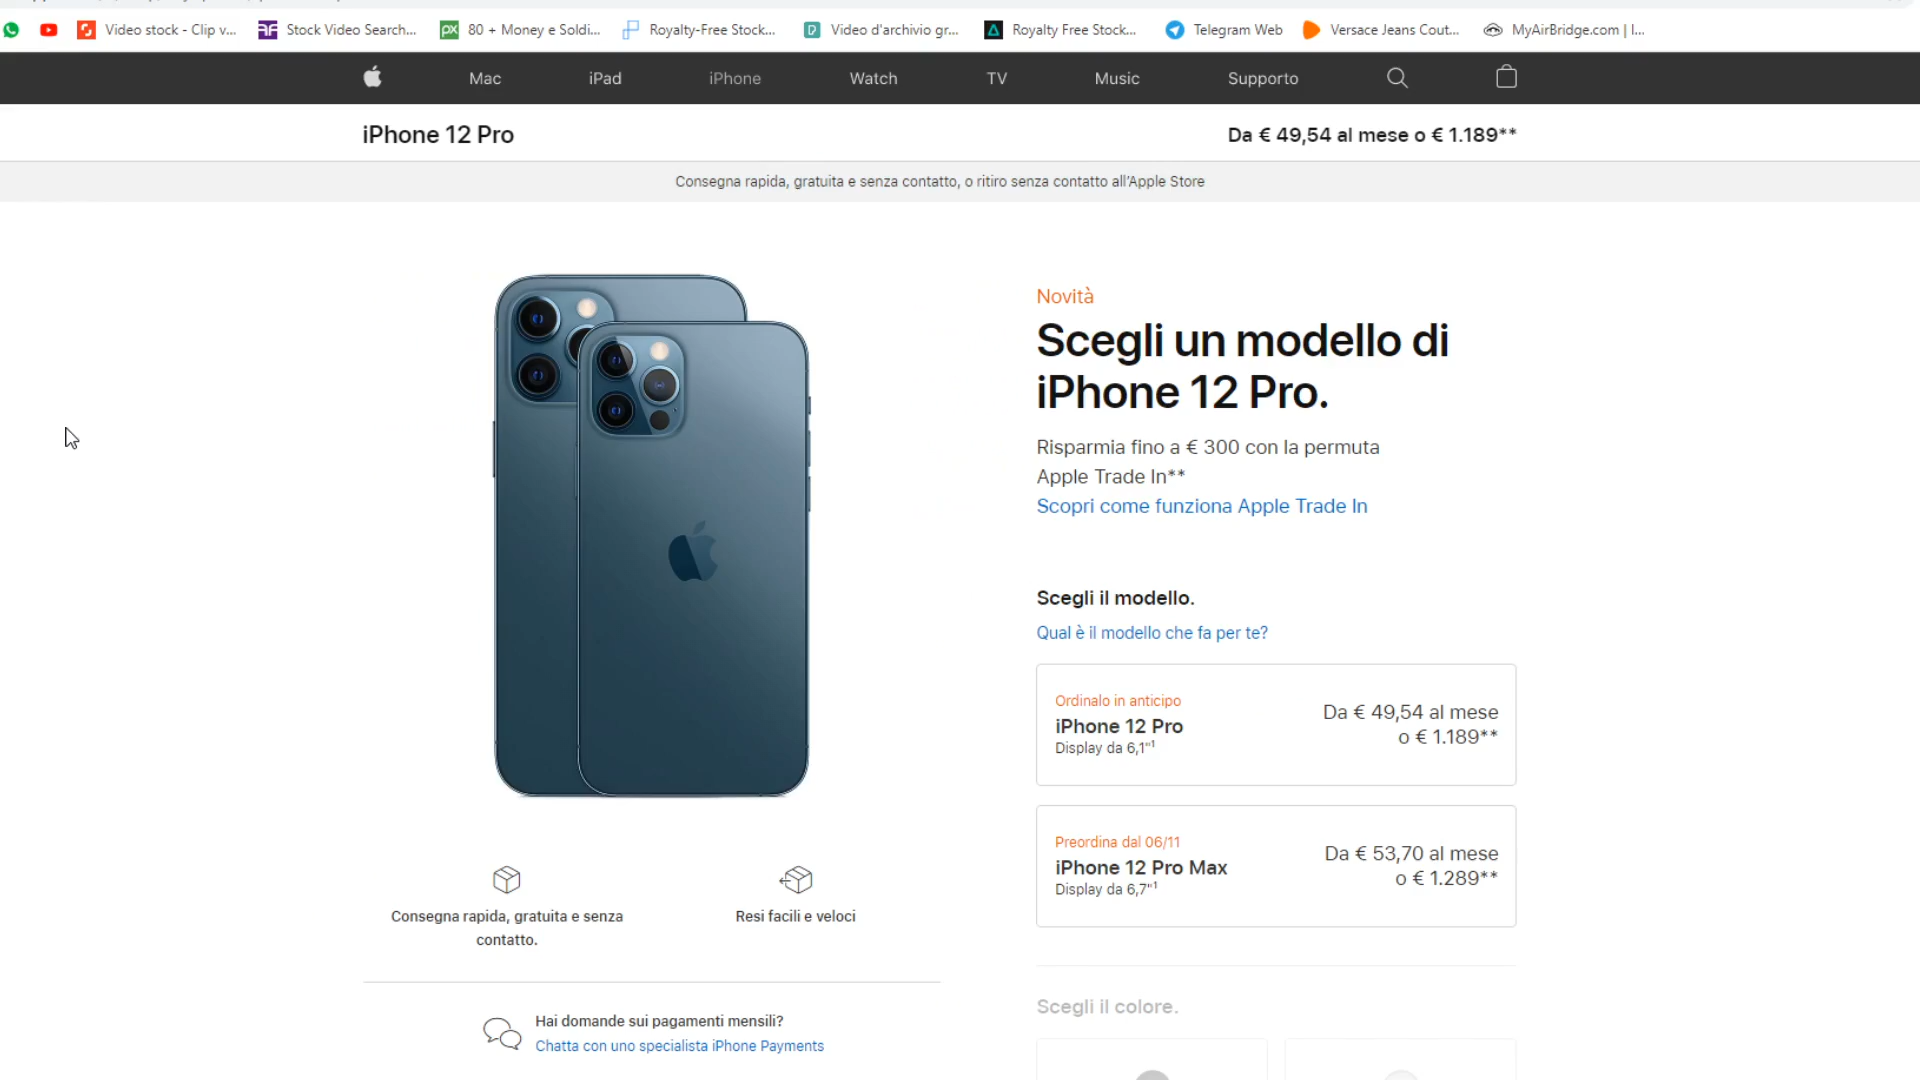 Video stock - Clip v...
Stock Video Search...
80 + Money e Soldi...
Royalty-Free Stock...
Video d'archivio gr...
Royalty Free Stock...
Telegram Web
Versace Jeans Cout...
MyAirBridge.com | I...
Mac
iPad
iPhone
Watch
TV
Music
Supporto
iPhone 12 Pro
Da € 49,54 al mese o € 1.189**
Consegna rapida, gratuita e senza contatto, o ritiro senza contatto all'Apple Store
Novità
Scegli un modello di
iPhone 12 Pro.
Risparmia fino a € 300 con la permuta
Apple Trade In**
Scopri come funziona Apple Trade In
Scegli il modello.
Qual è il modello che fa per te?
Ordinalo in anticipo
iPhone 12 Pro
Display da 6,1"¹
Da € 49,54 al mese
o € 1.189**
Preordina dal 06/11
iPhone 12 Pro Max
Display da 6,7"¹
Da € 53,70 al mese
o € 1.289**
Consegna rapida, gratuita e senza
contatto.
Resi facili e veloci
Hai domande sui pagamenti mensili?
Chatta con uno specialista iPhone Payments
Scegli il colore.